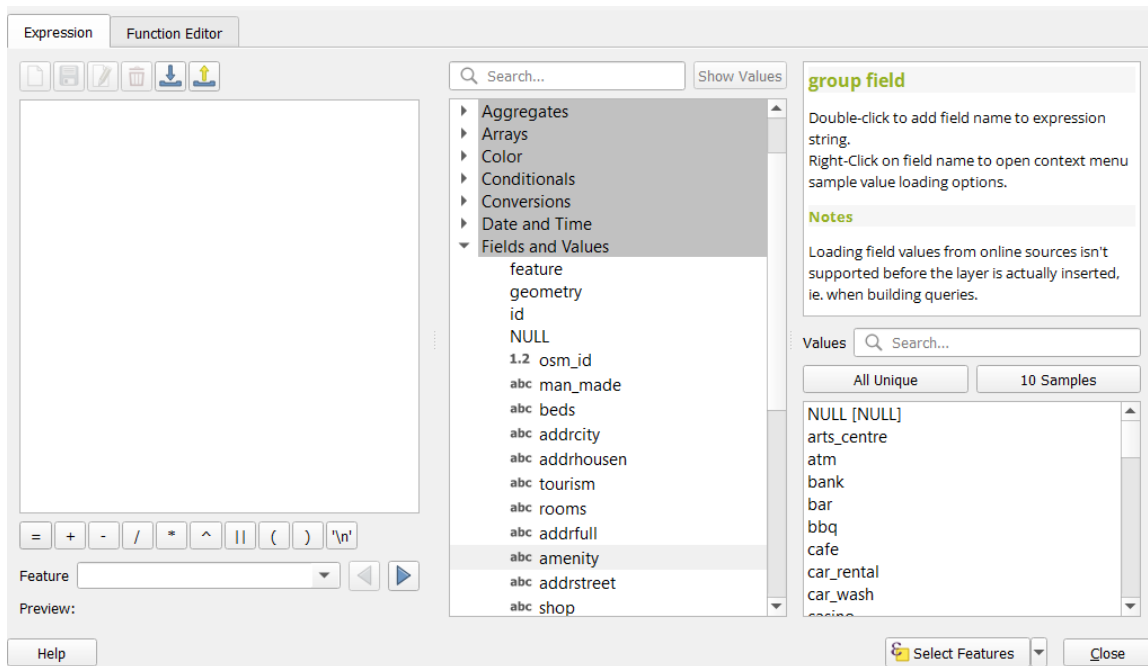 Expression
Function Editor
Search...
Show Values
Aggregates
Arrays
Color
Conditionals
Conversions
Date and Time
Fields and Values
feature
geometry
id
NULL
1.2 osm_id
abc man_made
abc beds
abc addrcity
abc addrhousen
abc tourism
abc rooms
abc addrfull
abc amenity
abc addrstreet
abc shop
= + - / * ^ || ( ) '\n'
Feature
Preview:
group field
Double-click to add field name to expression
string.
Right-Click on field name to open context menu
sample value loading options.
Notes
Loading field values from online sources isn't
supported before the layer is actually inserted,
ie. when building queries.
Values
Search...
All Unique
10 Samples
NULL [NULL]
arts_centre
atm
bank
bar
bbq
cafe
car_rental
car_wash
casino
Help
Select Features
Close